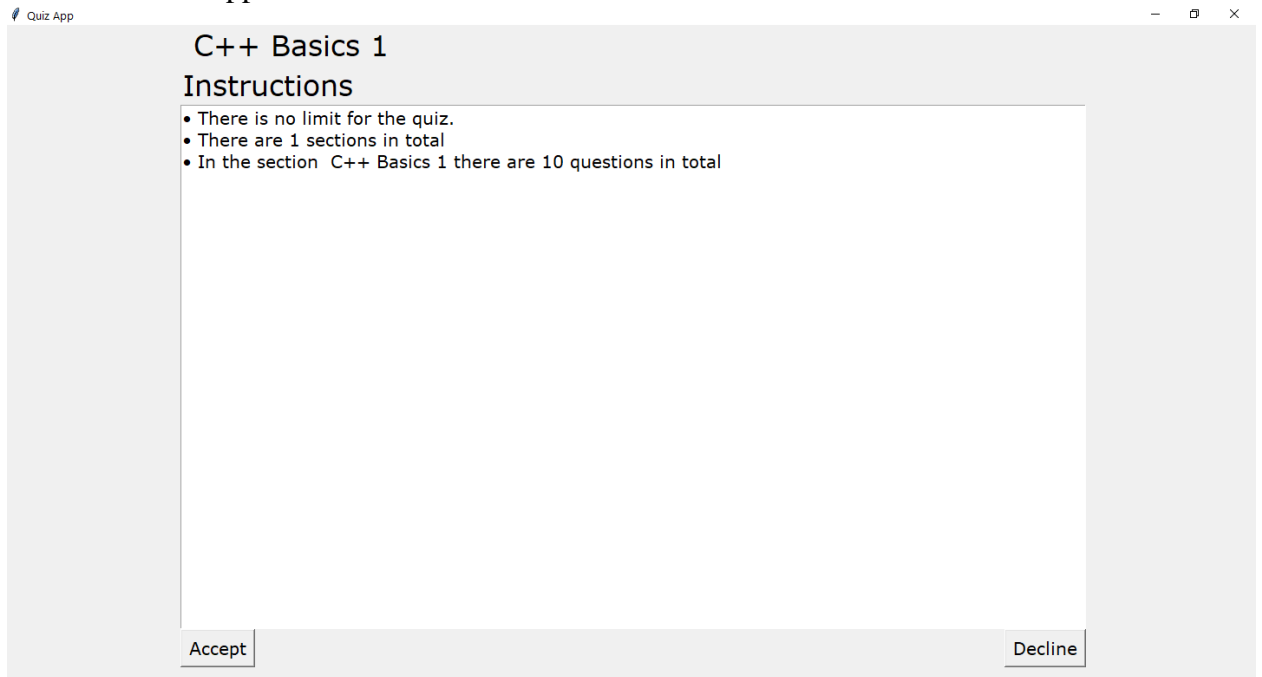 Quiz App
C++ Basics 1
Instructions
• There is no limit for the quiz.
• There are 1 sections in total
• In the section  C++ Basics 1 there are 10 questions in total
Accept
Decline